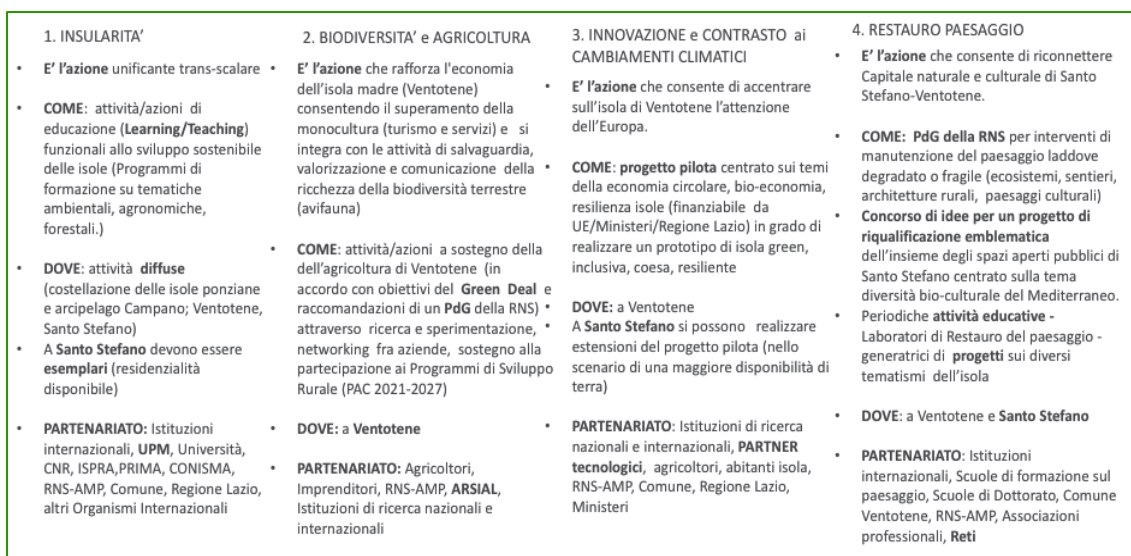 1. INSULARITA’
• E’ l’azione unificante trans-scalare
• COME: attività/azioni di
educazione (Learning/Teaching)
funzionali allo sviluppo sostenibile
delle isole (Programmi di
formazione su tematiche
ambientali, agronomiche,
forestali.)
• DOVE: attività diffuse
(costellazione delle isole ponziane
e arcipelago Campano; Ventotene,
Santo Stefano)
• A Santo Stefano devono essere
esemplari (residenzialità
disponibile)
• PARTENARIATO: Istituzioni
internazionali, UPM, Università,
CNR, ISPRA,PRIMA, CONISMA,
RNS-AMP, Comune, Regione Lazio,
altri Organismi Internazionali
2. BIODIVERSITA’ e AGRICOLTURA
• E’ l’azione che rafforza l'economia
dell’isola madre (Ventotene)
consentendo il superamento della
monocultura (turismo e servizi) e si
integra con le attività di salvaguardia,
valorizzazione e comunicazione della
ricchezza della biodiversità terrestre
(avifauna)
• COME: attività/azioni a sostegno della
dell’agricoltura di Ventotene (in
accordo con obiettivi del Green Deal e
raccomandazioni di un PdG della RNS)
attraverso ricerca e sperimentazione,
networking fra aziende, sostegno alla
partecipazione ai Programmi di Sviluppo
Rurale (PAC 2021-2027)
• DOVE: a Ventotene
• PARTENARIATO: Agricoltori,
Imprenditori, RNS-AMP, ARSIAL,
Istituzioni di ricerca nazionali e
internazionali
3. INNOVAZIONE e CONTRASTO ai
CAMBIAMENTI CLIMATICI
• E’ l’azione che consente di accentrare
sull’isola di Ventotene l’attenzione
dell’Europa.
• COME: progetto pilota centrato sui temi
della economia circolare, bio-economia,
resilienza isole (finanziabile da
UE/Ministeri/Regione Lazio) in grado di
realizzare un prototipo di isola green,
inclusiva, coesa, resiliente
• DOVE: a Ventotene
• A Santo Stefano si possono realizzare
estensioni del progetto pilota (nello
scenario di una maggiore disponibilità di
terra)
• PARTENARIATO: Istituzioni di ricerca
nazionali e internazionali, PARTNER
tecnologici, agricoltori, abitanti isola,
RNS-AMP, Comune, Regione Lazio,
Ministeri
4. RESTAURO PAESAGGIO
• E’ l’azione che consente di riconnettere
Capitale naturale e culturale di Santo
Stefano-Ventotene.
• COME: PdG della RNS per interventi di
manutenzione del paesaggio laddove
degradato o fragile (ecosistemi, sentieri,
architetture rurali, paesaggi culturali)
• Concorso di idee per un progetto di
riqualificazione emblematica
dell’insieme degli spazi aperti pubblici di
Santo Stefano centrato sulla tema
diversità bio-culturale del Mediterraneo.
• Periodiche attività educative -
Laboratori di Restauro del paesaggio -
generatrici di progetti sui diversi
tematismi dell’isola
• DOVE: a Ventotene e Santo Stefano
• PARTENARIATO: Istituzioni
internazionali, Scuole di formazione sul
paesaggio, Scuole di Dottorato, Comune
Ventotene, RNS-AMP, Associazioni
professionali, Reti